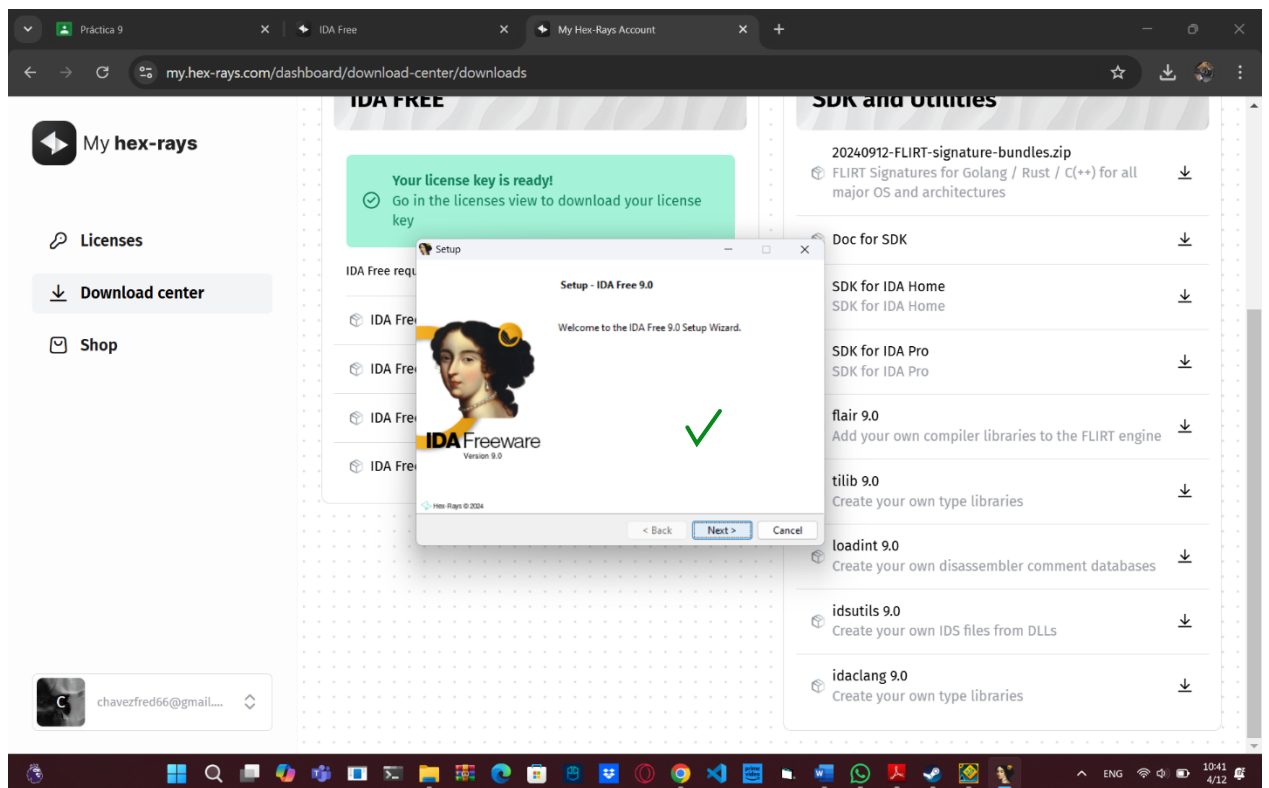 Práctica 9
IDA Free
My Hex-Rays Account
my.hex-rays.com/dashboard/download-center/downloads
My hex-rays
Licenses
Download center
Shop
chavezfred66@gmail....
C
IDA FREE
Your license key is ready!
Go in the licenses view to download your license
key
IDA Free requ
IDA Fre
IDA Fre
IDA Fre
IDA Fre
Setup
Setup - IDA Free 9.0
Welcome to the IDA Free 9.0 Setup Wizard.
IDA Freeware
Version 9.0
Hex-Rays © 2024
< Back
Next >
Cancel
SDK and Utilities
20240912-FLIRT-signature-bundles.zip
FLIRT Signatures for Golang / Rust / C(++) for all
major OS and architectures
Doc for SDK
SDK for IDA Home
SDK for IDA Home
SDK for IDA Pro
SDK for IDA Pro
flair 9.0
Add your own compiler libraries to the FLIRT engine
tilib 9.0
Create your own type libraries
loadint 9.0
Create your own disassembler comment databases
idsutils 9.0
Create your own IDS files from DLLs
idaclang 9.0
Create your own type libraries
ENG
10:41
4/12